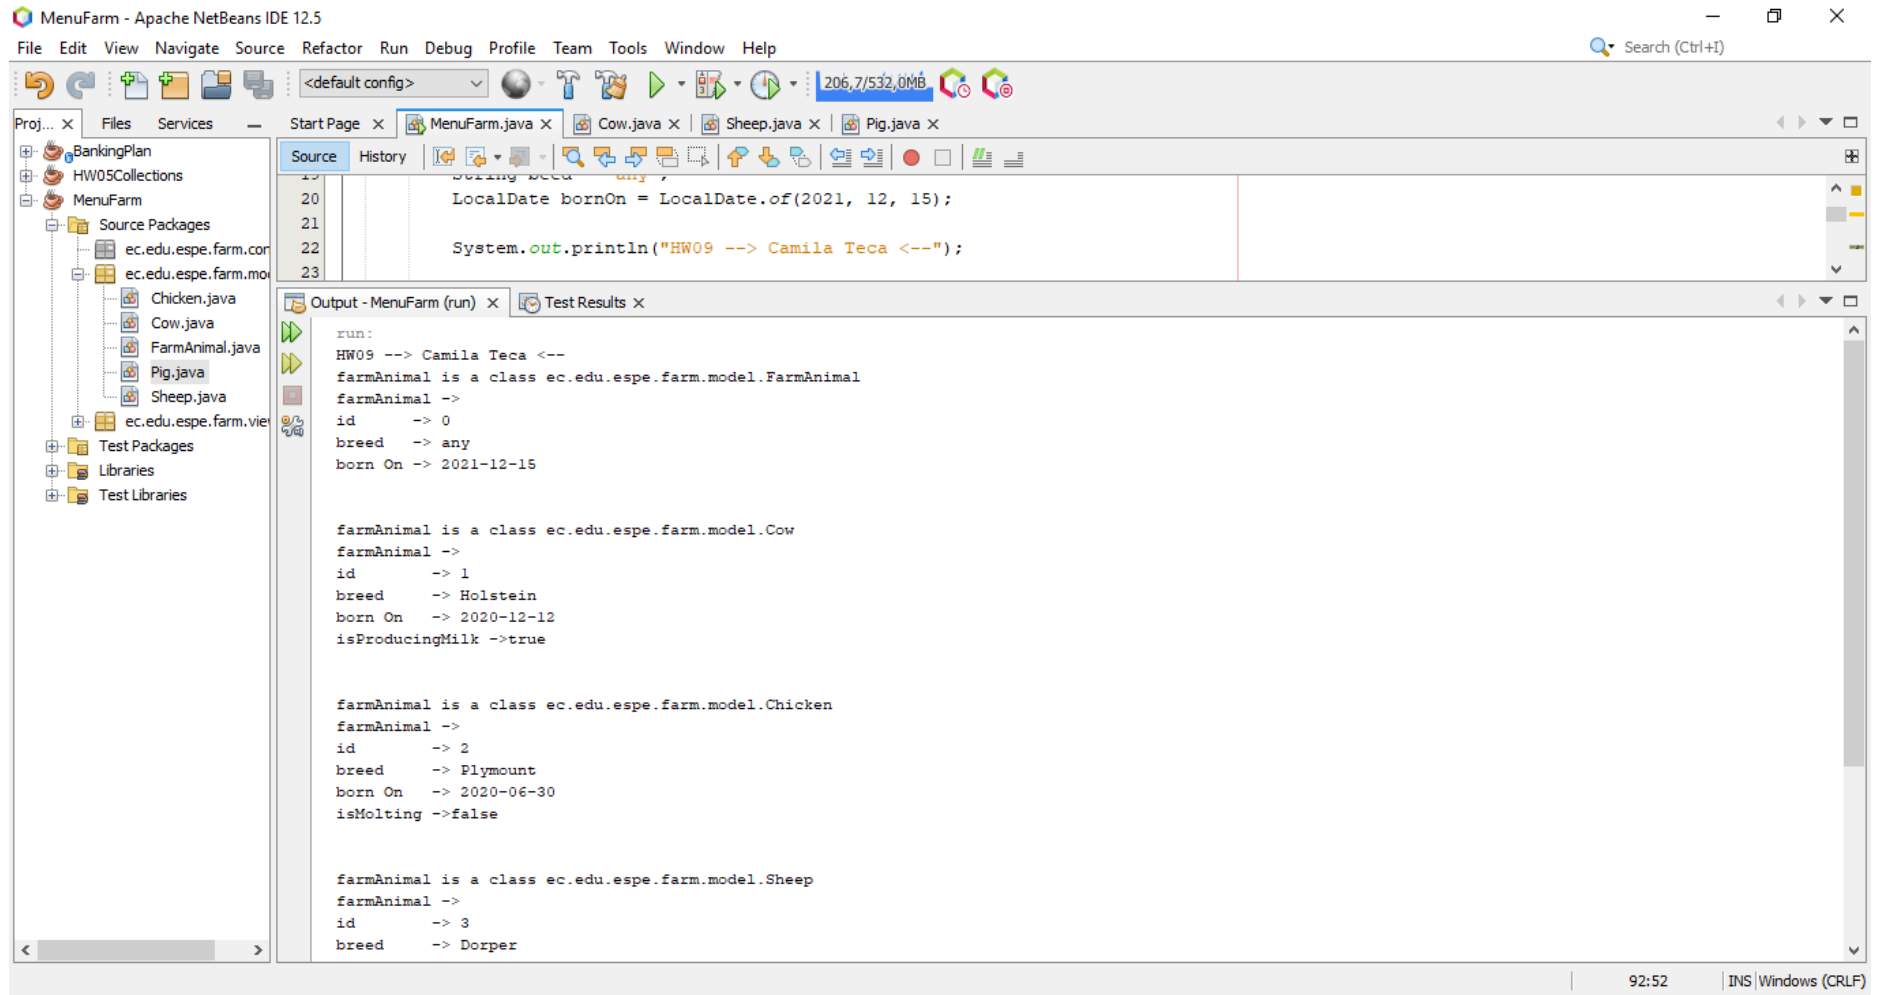 MenuFarm - Apache NetBeans IDE 12.5
File Edit View Navigate Source Refactor Run Debug Profile Team Tools Window Help
Search (Ctrl+I)
<default config>
206,7/532,0MB
Proj... Files Services
Start Page MenuFarm.java Cow.java Sheep.java Pig.java
BankingPlan
HW05Collections
MenuFarm
Source Packages
ec.edu.espe.farm.con
ec.edu.espe.farm.mo
Chicken.java
Cow.java
FarmAnimal.java
Pig.java
Sheep.java
ec.edu.espe.farm.vie
Test Packages
Libraries
Test Libraries
Source History
20 LocalDate bornOn = LocalDate.of(2021, 12, 15);
21
22 System.out.println("HW09 --> Camila Teca <--");
23
Output - MenuFarm (run) Test Results
run:
HW09 --> Camila Teca <--
farmAnimal is a class ec.edu.espe.farm.model.FarmAnimal
farmAnimal ->
id -> 0
breed -> any
born On -> 2021-12-15
farmAnimal is a class ec.edu.espe.farm.model.Cow
farmAnimal ->
id -> 1
breed -> Holstein
born On -> 2020-12-12
isProducingMilk ->true
farmAnimal is a class ec.edu.espe.farm.model.Chicken
farmAnimal ->
id -> 2
breed -> Plymount
born On -> 2020-06-30
isMolting ->false
farmAnimal is a class ec.edu.espe.farm.model.Sheep
farmAnimal ->
id -> 3
breed -> Dorper
92:52 INS Windows (CRLF)